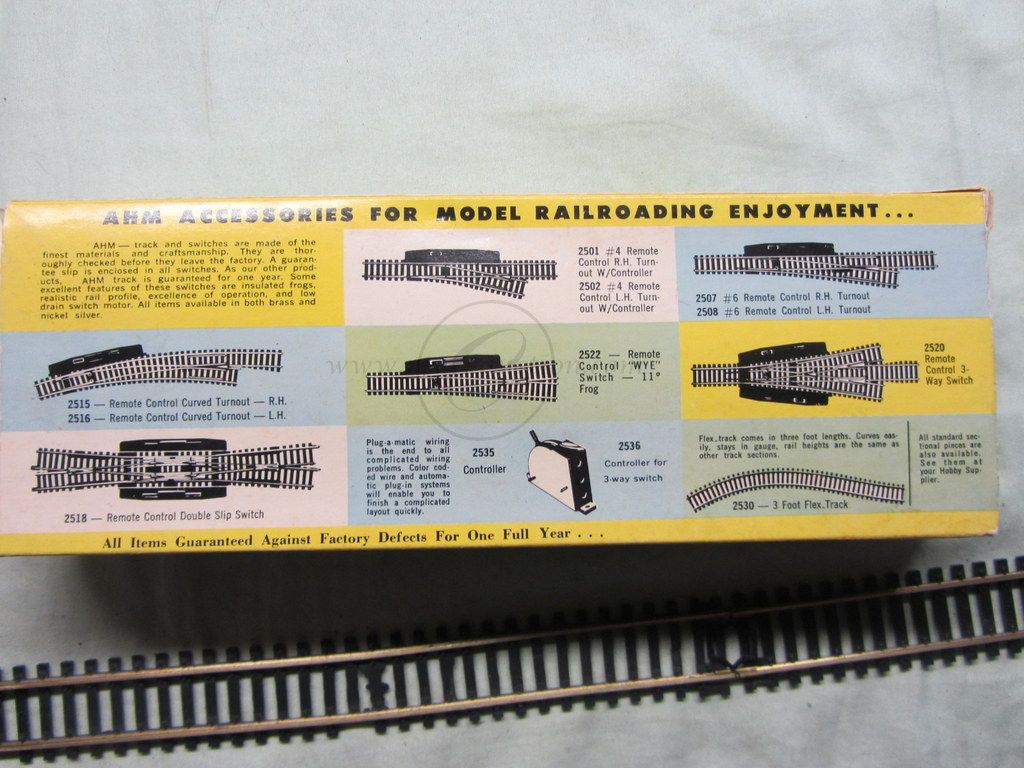 AHM ACCESSORIES FOR MODEL RAILROADING ENJOYMENT...
AHM — track and switches are made of the
finest materials and craftsmanship. They are thor-
oughly checked before they leave the factory. A guaran-
tee slip is enclosed in all switches. As our other prod-
ucts, AHM track is guaranteed for one year. Some
excellent features of these switches are insulated frogs,
realistic rail profile, excellence of operation, and low
drain switch motor. All items available in both brass and
nickel silver.
2501 #4 Remote
Control R.H. Turn-
out W/Controller
2502 #4 Remote
Control L.H. Turn-
out W/Controller
2507 #6 Remote Control R.H. Turnout
2508 #6 Remote Control L.H. Turnout
2515 — Remote Control Curved Turnout — R.H.
2516 — Remote Control Curved Turnout — L.H.
2522 — Remote
Control "WYE"
Switch — 11°
Frog
2520
Remote
Control 3-
Way Switch
2518 — Remote Control Double Slip Switch
Plug-a-matic wiring
is the end to all
complicated wiring
problems. Color cod-
ed wire and automa-
tic plug-in systems
will enable you to
finish a complicated
layout quickly.
2535
Controller
2536
Controller for
3-way switch
Flex.track comes in three foot lengths. Curves eas-
ily, stays in gauge, rail heights are the same as
other track sections.
2530 — 3 Foot Flex.Track
All standard sec-
tional pieces are
also available.
See them at
your Hobby Sup-
plier.
All Items Guaranteed Against Factory Defects For One Full Year . . .